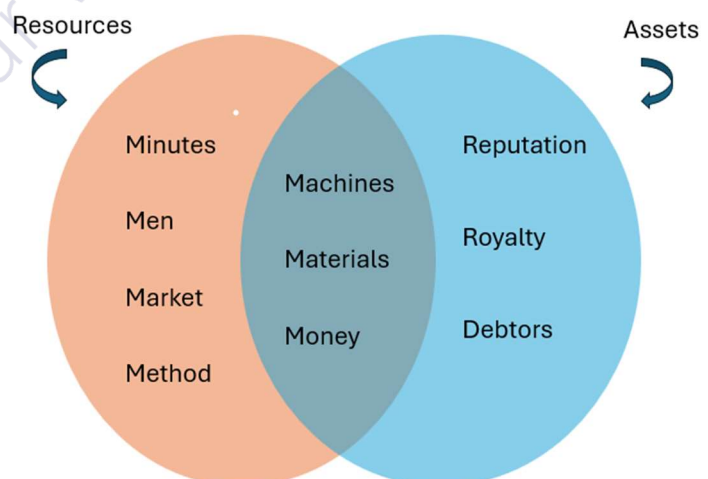 Resources
Assets
Minutes
Men
Market
Method
Machines
Materials
Money
Reputation
Royalty
Debtors